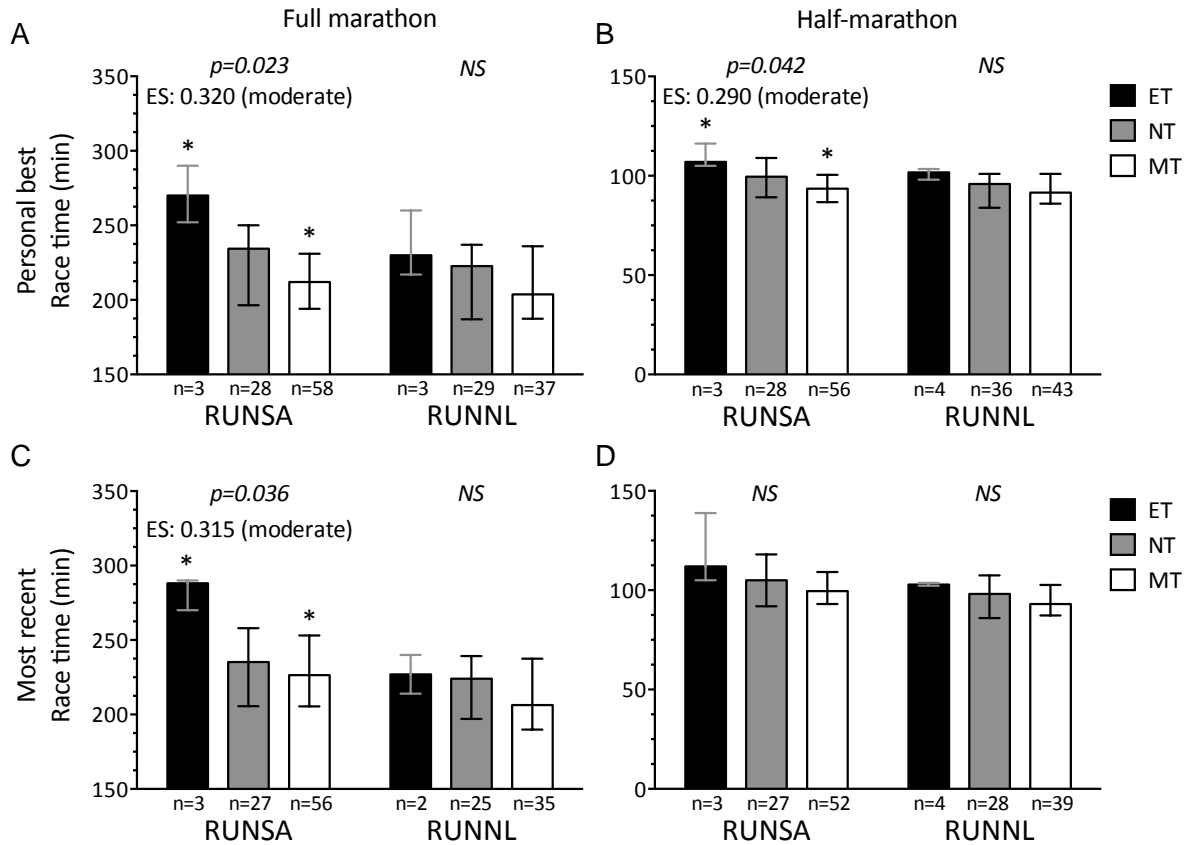 Full marathon
Half-marathon
A
p=0.023
NS
ES: 0.320 (moderate)
*
*
350
300
250
200
150
Personal best
Race time (min)
n=3 n=28 n=58 n=3 n=29 n=37
RUNSA RUNNL
B
p=0.042
NS
ES: 0.290 (moderate)
*
*
150
100
50
0
n=3 n=28 n=56 n=4 n=36 n=43
RUNSA RUNNL
ET
NT
MT
C
p=0.036
NS
ES: 0.315 (moderate)
*
*
350
300
250
200
150
Most recent
Race time (min)
n=3 n=27 n=56 n=2 n=25 n=35
RUNSA RUNNL
D
NS
NS
150
100
50
0
n=3 n=27 n=52 n=4 n=28 n=39
RUNSA RUNNL
ET
NT
MT